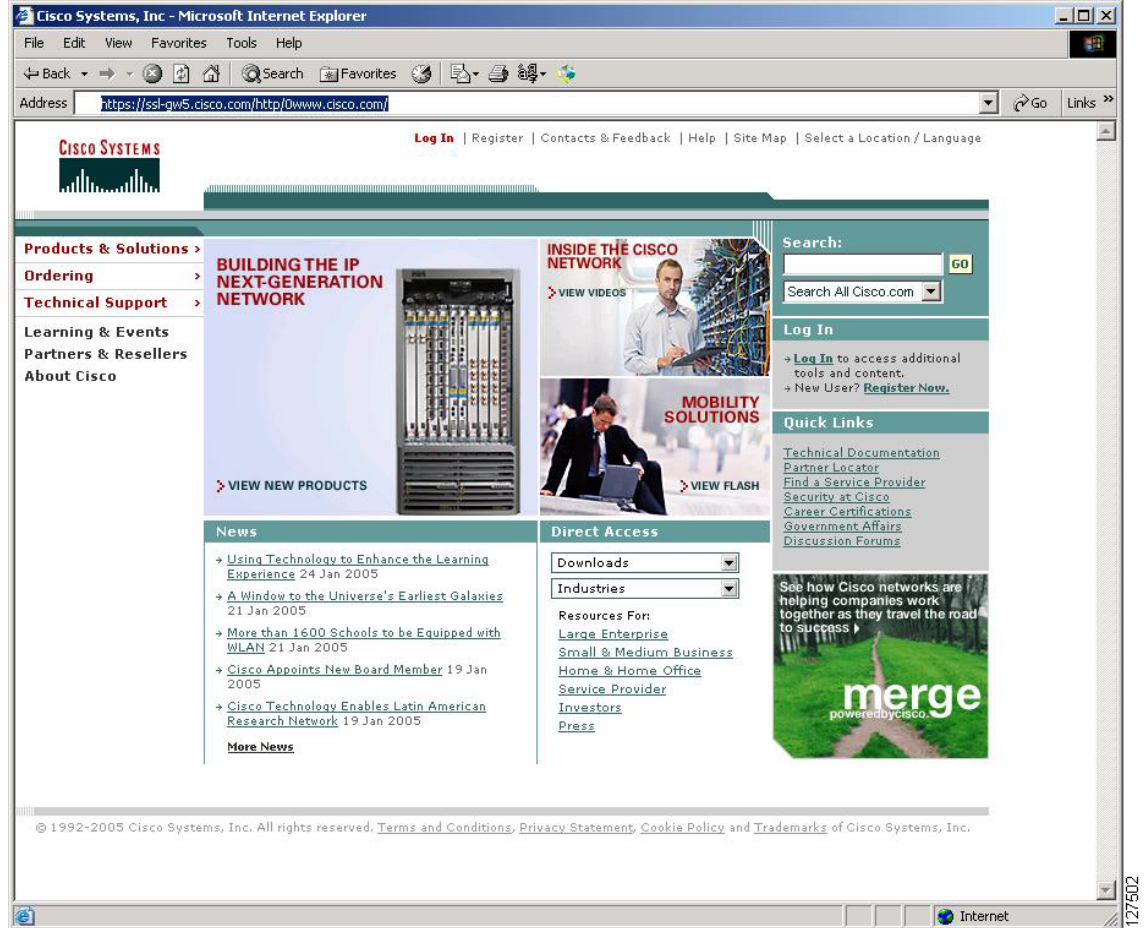 Cisco Systems, Inc - Microsoft Internet Explorer
File Edit View Favorites Tools Help
Back Search Favorites
Address https://ssl-gw5.cisco.com/http/0/www.cisco.com/ Go Links »
CISCO SYSTEMS
Log In | Register | Contacts & Feedback | Help | Site Map | Select a Location / Language
Products & Solutions ›
Ordering ›
Technical Support ›
Learning & Events
Partners & Resellers
About Cisco
BUILDING THE IP
NEXT-GENERATION
NETWORK
VIEW NEW PRODUCTS
INSIDE THE CISCO
NETWORK
VIEW VIDEOS
MOBILITY
SOLUTIONS
VIEW FLASH
Search:
GO
Search All Cisco.com
Log In
Log In to access additional
tools and content.
New User? Register Now.
Quick Links
Technical Documentation
Partner Locator
Find a Service Provider
Security at Cisco
Career Certifications
Government Affairs
Discussion Forums
News
Using Technology to Enhance the Learning
Experience 24 Jan 2005
A Window to the Universe's Earliest Galaxies
21 Jan 2005
More than 1600 Schools to be Equipped with
WLAN 21 Jan 2005
Cisco Appoints New Board Member 19 Jan
2005
Cisco Technology Enables Latin American
Research Network 19 Jan 2005
More News
Direct Access
Downloads
Industries
Resources For:
Large Enterprise
Small & Medium Business
Home & Home Office
Service Provider
Investors
Press
See how Cisco networks are
helping companies work
together as they travel the road
to success
merge
poweredbycisco.
© 1992-2005 Cisco Systems, Inc. All rights reserved. Terms and Conditions, Privacy Statement, Cookie Policy and Trademarks of Cisco Systems, Inc.
Internet
127502